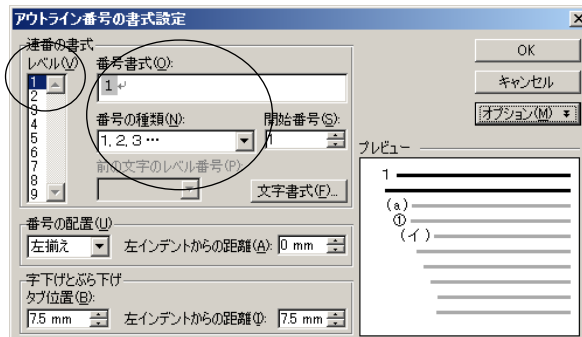 アウトライン番号の書式設定
連番の書式
レベル(V) 番号書式(O):
1
2
3
4
5
6
7
8
9
1
番号の種類(N): 開始番号(S):
1, 2, 3 … 1
前の文字のレベル番号(P):
文字書式(F)...
番号の配置(U)
左揃え 左インデントからの距離(A): 0 mm
字下げとぶら下げ
タブ位置(B):
7.5 mm 左インデントからの距離(I): 7.5 mm
OK
キャンセル
オプション(M)
プレビュー
1
(a)
①
(イ)